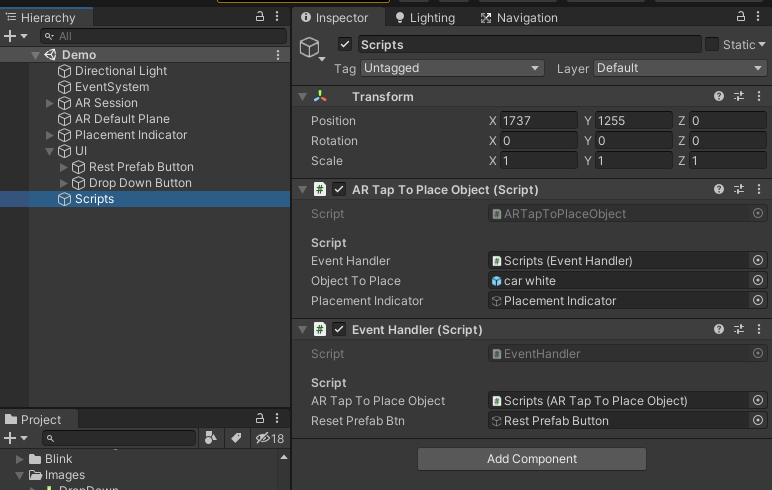 Hierarchy
All
Demo
Directional Light
EventSystem
AR Session
AR Default Plane
Placement Indicator
UI
Rest Prefab Button
Drop Down Button
Scripts
Project
18
Blink
Images
DropDown
Inspector Lighting Navigation
Scripts Static
Tag Untagged Layer Default
Transform
Position X 1737 Y 1255 Z 0
Rotation X 0 Y 0 Z 0
Scale X 1 Y 1 Z 1
AR Tap To Place Object (Script)
Script ARTapToPlaceObject
Script
Event Handler Scripts (Event Handler)
Object To Place car white
Placement Indicator Placement Indicator
Event Handler (Script)
Script EventHandler
Script
AR Tap To Place Object Scripts (AR Tap To Place Object)
Reset Prefab Btn Rest Prefab Button
Add Component